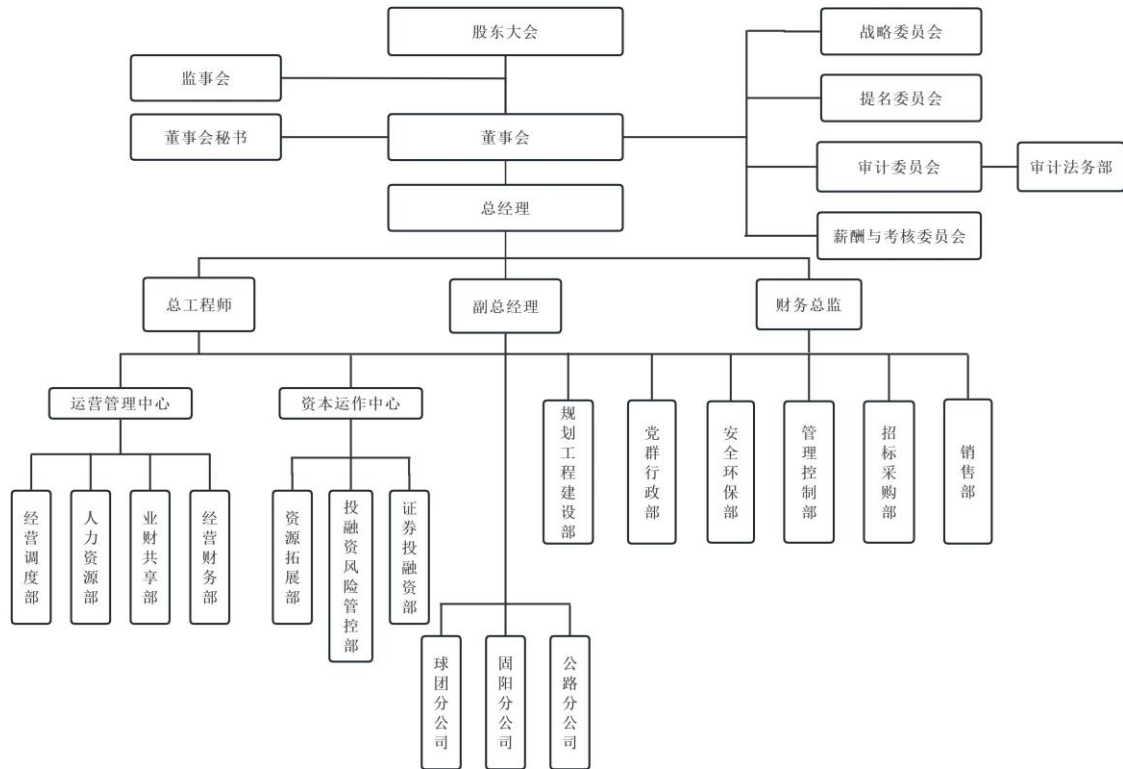 股东大会
战略委员会
监事会
提名委员会
董事会秘书
董事会
审计委员会
审计法务部
总经理
薪酬与考核委员会
总工程师
副总经理
财务总监
运营管理中心
资本运作中心
规划工程建设部
党群行政部
安全环保部
管理控制部
招标采购部
销售部
经营调度部
人力资源部
业财共享部
经营财务部
资源拓展部
投融资风险管控部
证券投融资部
球团分公司
固阳分公司
公路分公司